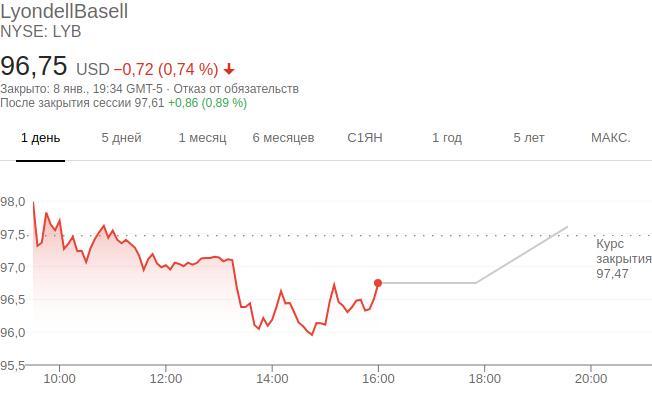 LyondellBasell
NYSE: LYB
96,75 USD −0,72 (0,74 %)
Закрыто: 8 янв., 19:34 GMT-5 · Отказ от обязательств
После закрытия сессии 97,61 +0,86 (0,89 %)
1 день 5 дней 1 месяц 6 месяцев С1ЯН 1 год 5 лет МАКС.
98,0
97,5
Курс
закрытия
97,47
97,0
96,5
96,0
95,5
10:00 12:00 14:00 16:00 18:00 20:00